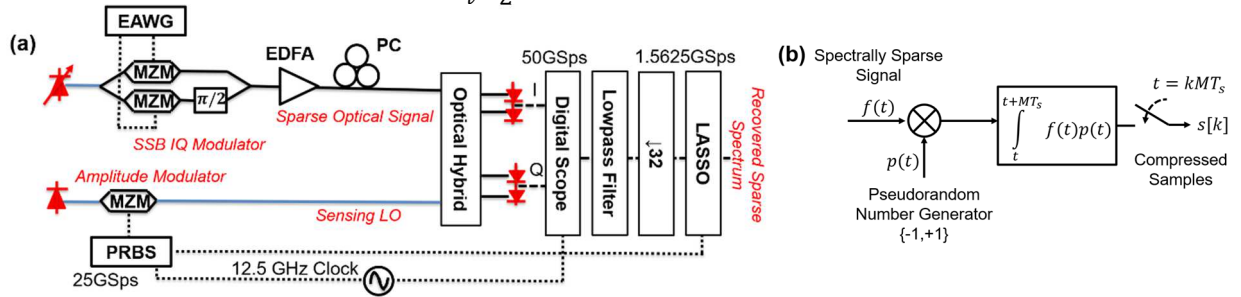 (a)
EAWG
MZM
MZM
π/2
SSB IQ Modulator
EDFA
PC
Sparse Optical Signal
Amplitude Modulator
MZM
Sensing LO
PRBS
25GSps
12.5 GHz Clock
Optical Hybrid
I
Q
50GSps
Digital Scope
Lowpass Filter
1.5625GSps
↓32
LASSO
Recovered Sparse
Spectrum
(b)
Spectrally Sparse
Signal
f(t)
p(t)
Pseudorandom
Number Generator
{-1,+1}
t+MTₛ
∫ f(t)p(t)
t
t = kMTₛ
s[k]
Compressed
Samples